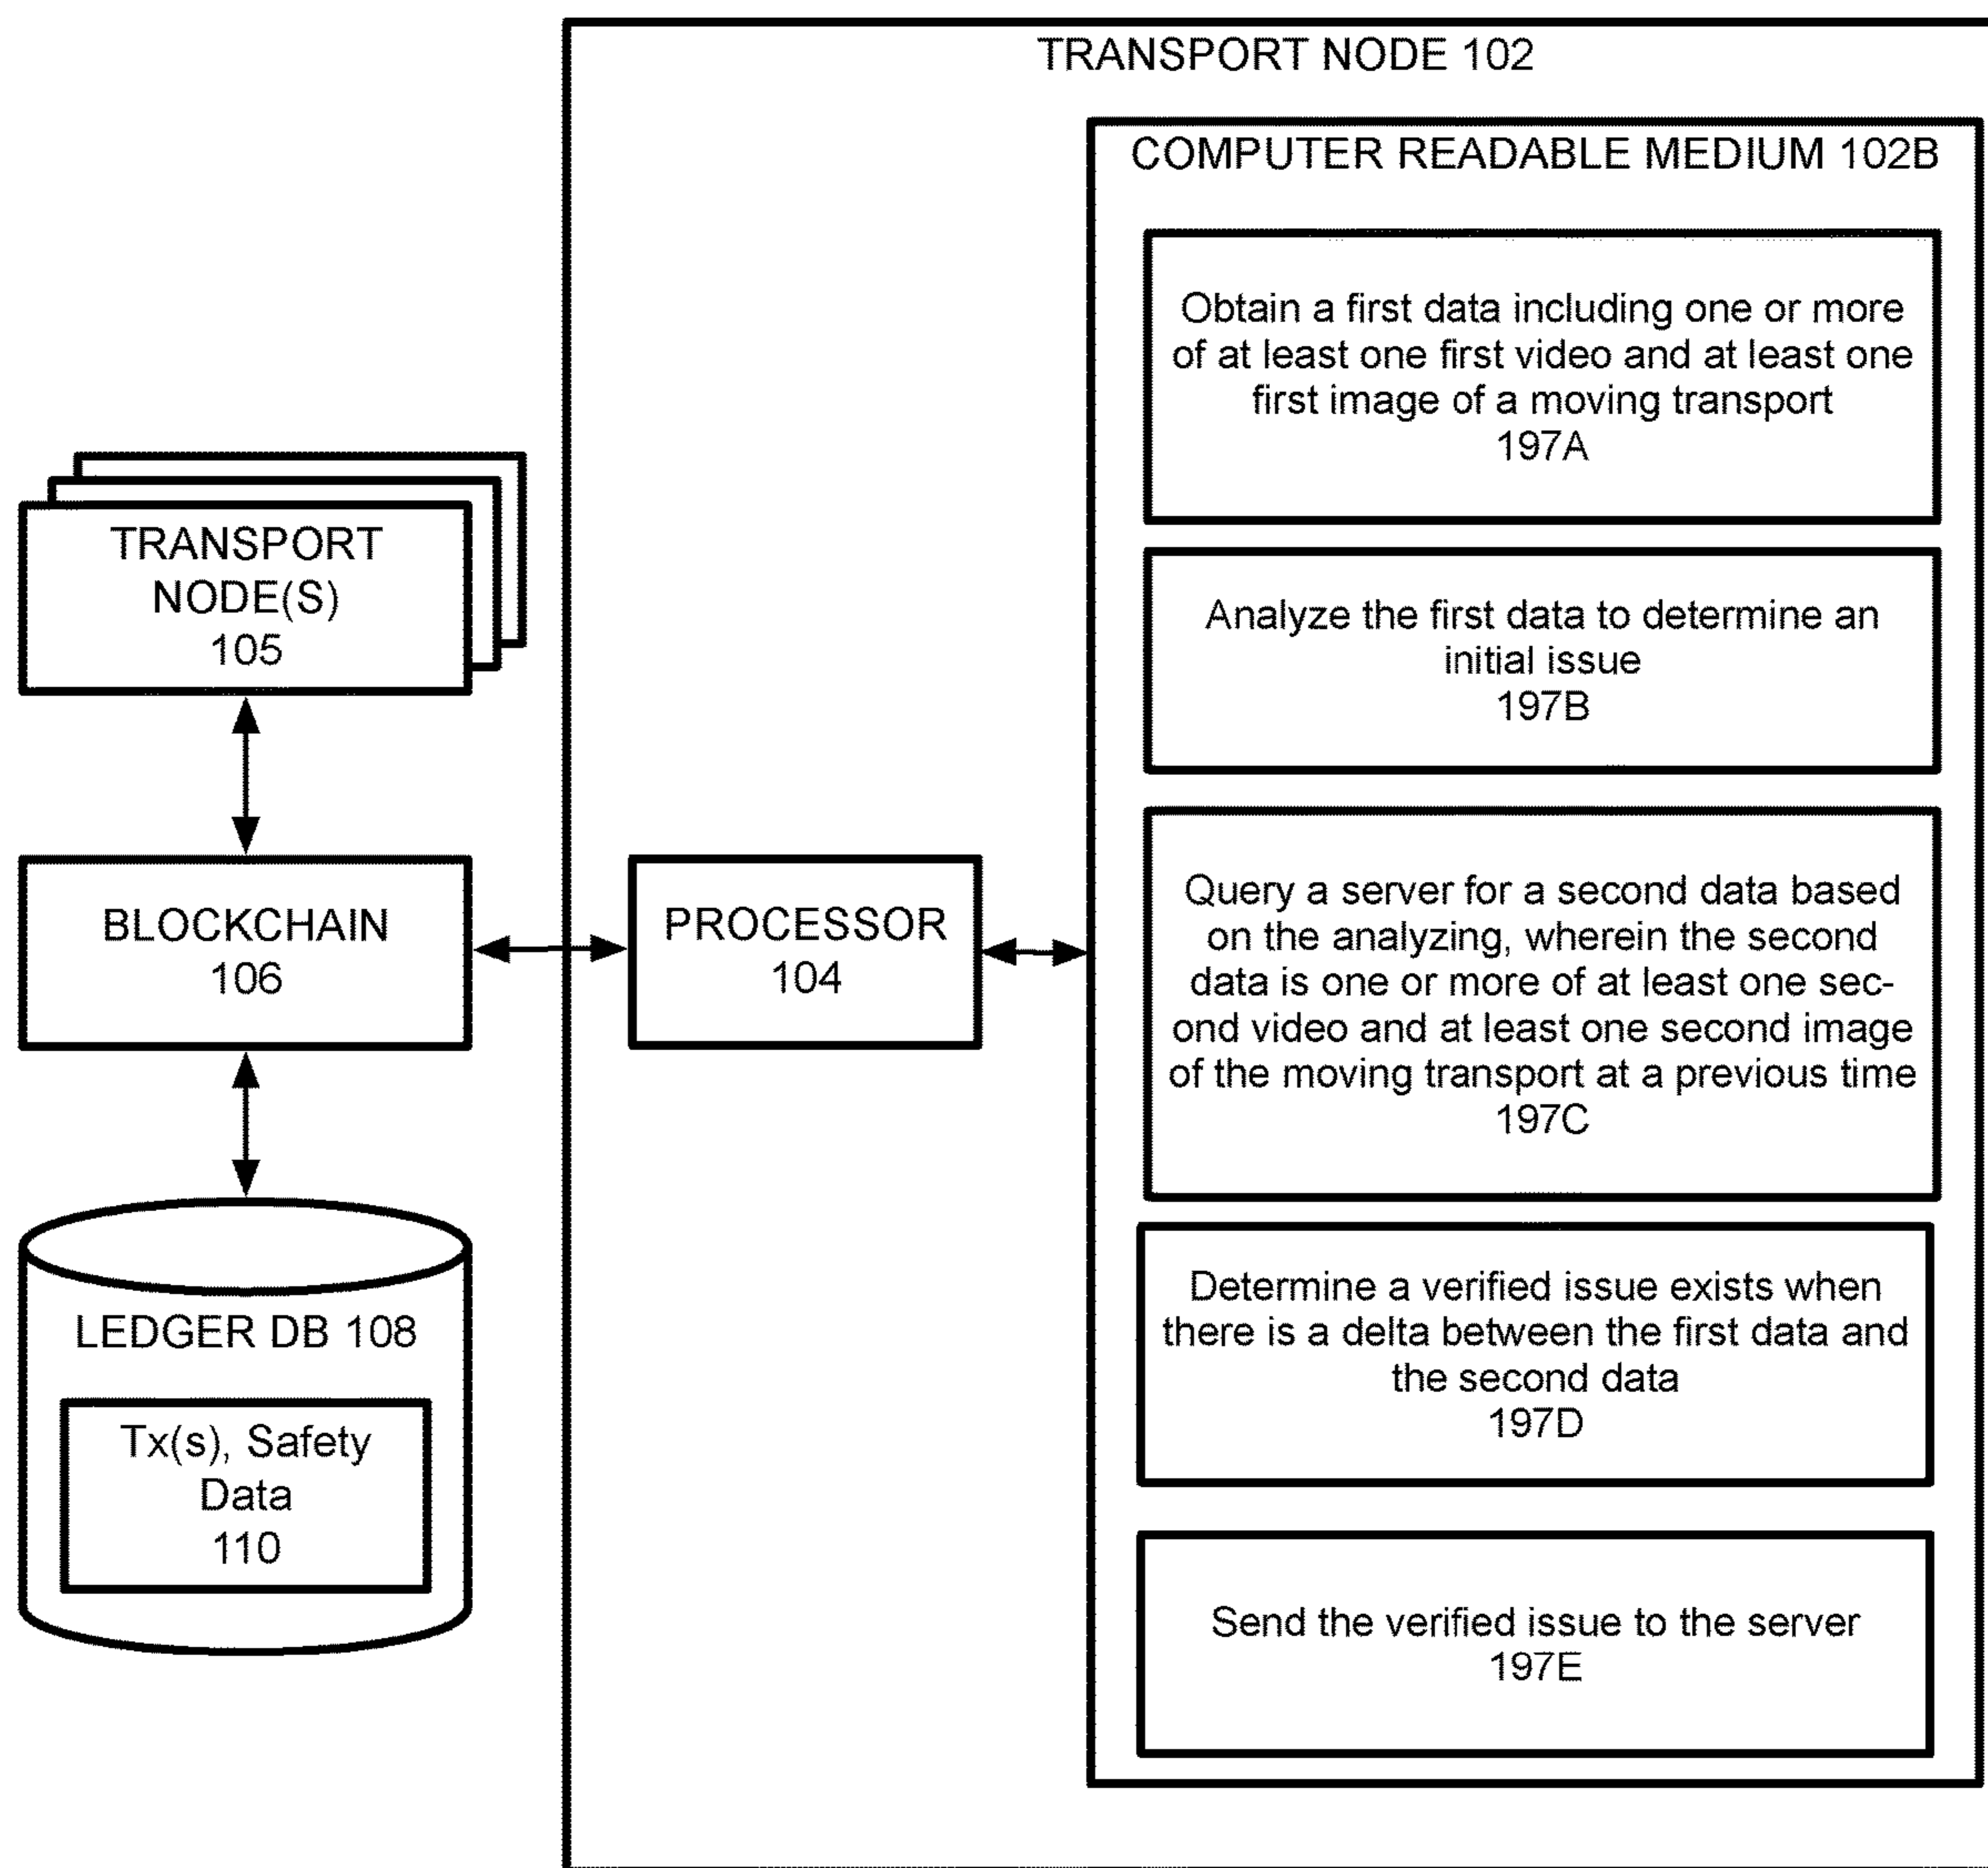 TRANSPORT NODE 102
COMPUTER READABLE MEDIUM 102B
Obtain a first data including one or more
of at least one first video and at least one
first image of a moving transport
197A
Analyze the first data to determine an
initial issue
197B
Query a server for a second data based
on the analyzing, wherein the second
data is one or more of at least one sec-
ond video and at least one second image
of the moving transport at a previous time
197C
Determine a verified issue exists when
there is a delta between the first data and
the second data
197D
Send the verified issue to the server
197E
TRANSPORT
NODE(S)
105
BLOCKCHAIN
106
PROCESSOR
104
LEDGER DB 108
Tx(s), Safety
Data
110